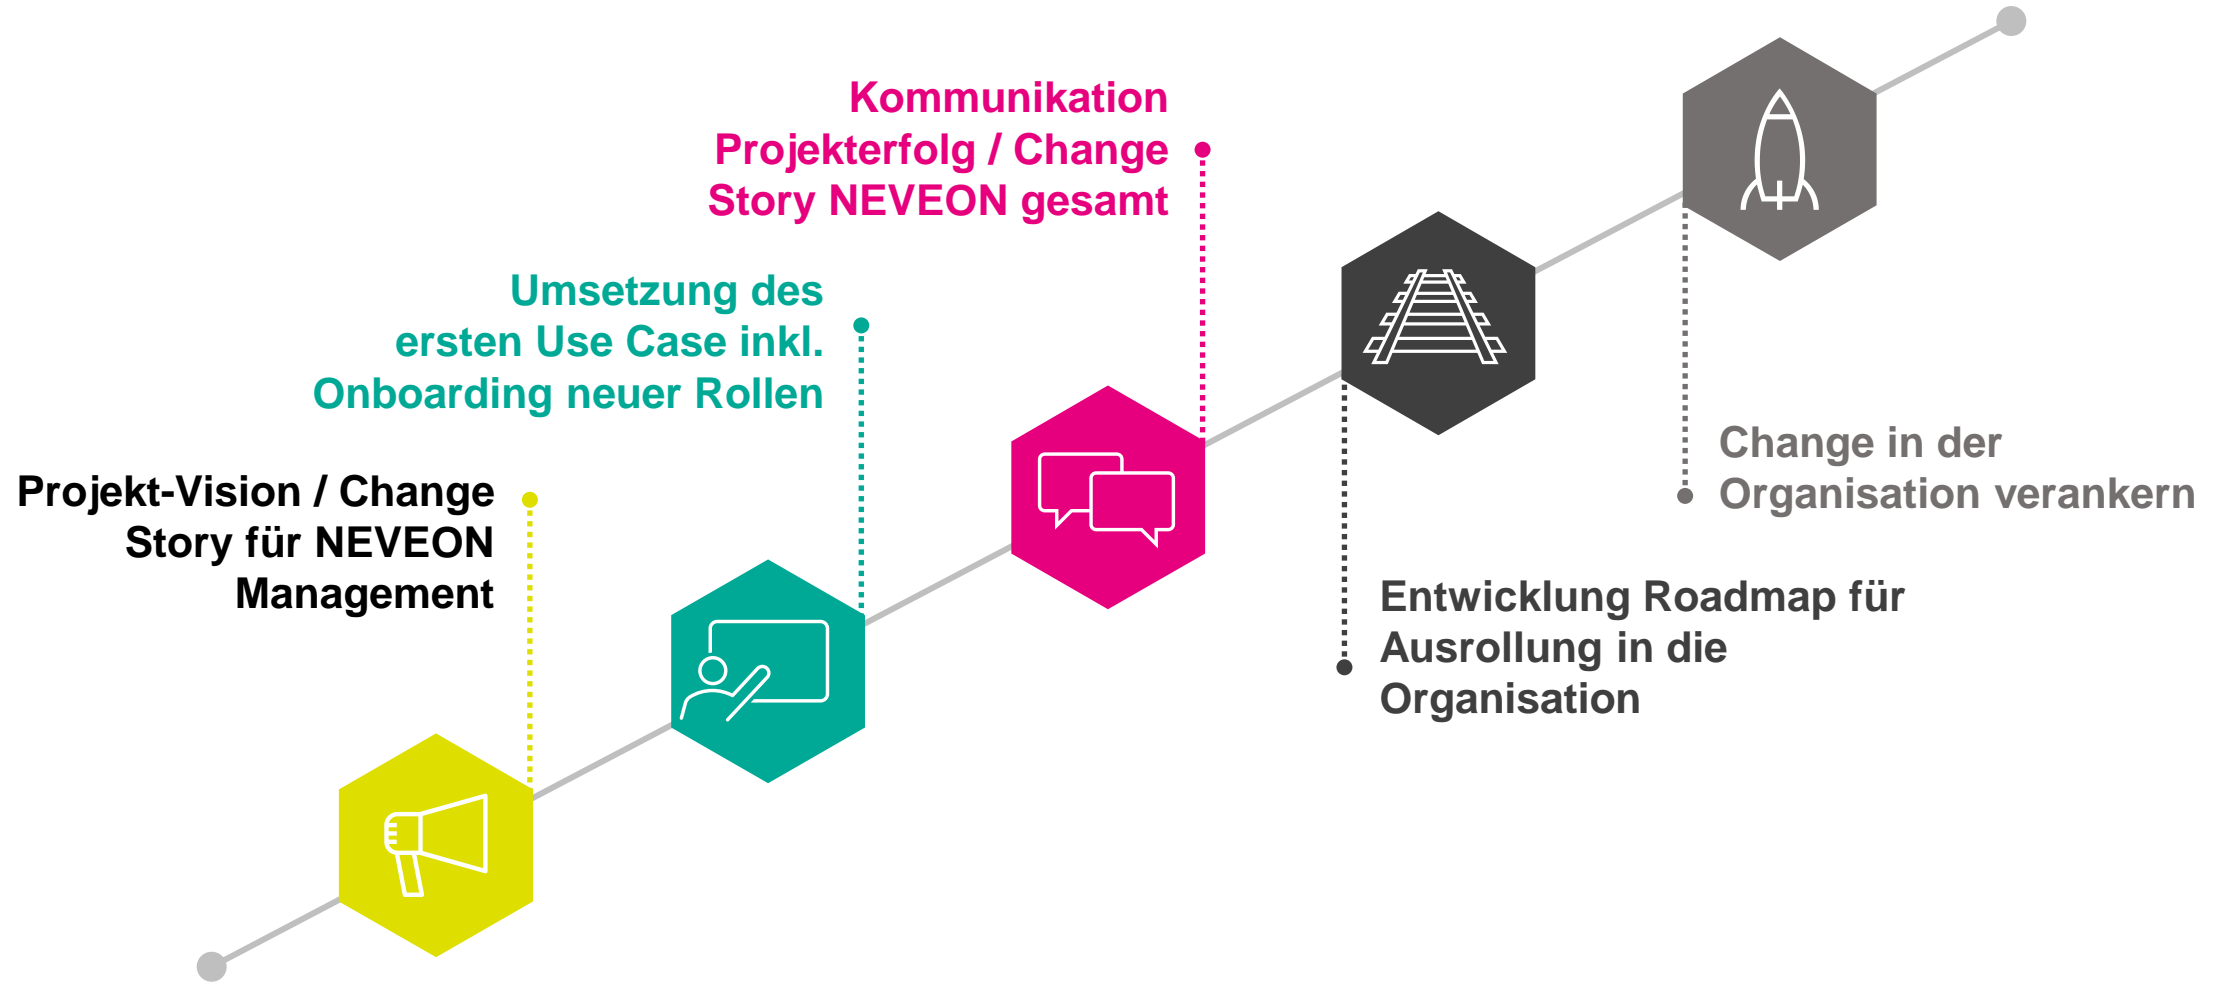 Kommunikation
Projekterfolg / Change
Story NEVEON gesamt
Umsetzung des
ersten Use Case inkl.
Onboarding neuer Rollen
Projekt-Vision / Change
Story für NEVEON
Management
Change in der
Organisation verankern
Entwicklung Roadmap für
Ausrollung in die
Organisation